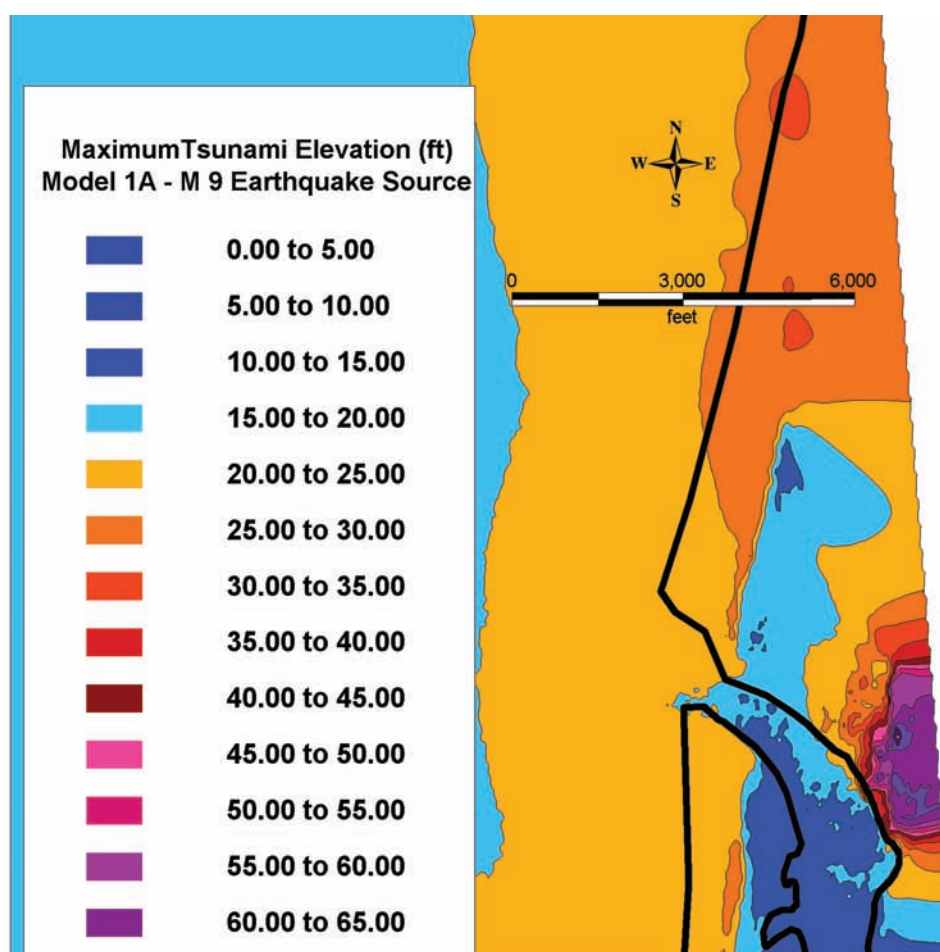 MaximumTsunami Elevation (ft)
Model 1A - M 9 Earthquake Source
0.00 to 5.00
5.00 to 10.00
10.00 to 15.00
15.00 to 20.00
20.00 to 25.00
25.00 to 30.00
30.00 to 35.00
35.00 to 40.00
40.00 to 45.00
45.00 to 50.00
50.00 to 55.00
55.00 to 60.00
60.00 to 65.00
N
W E
S
0 3,000 6,000
feet